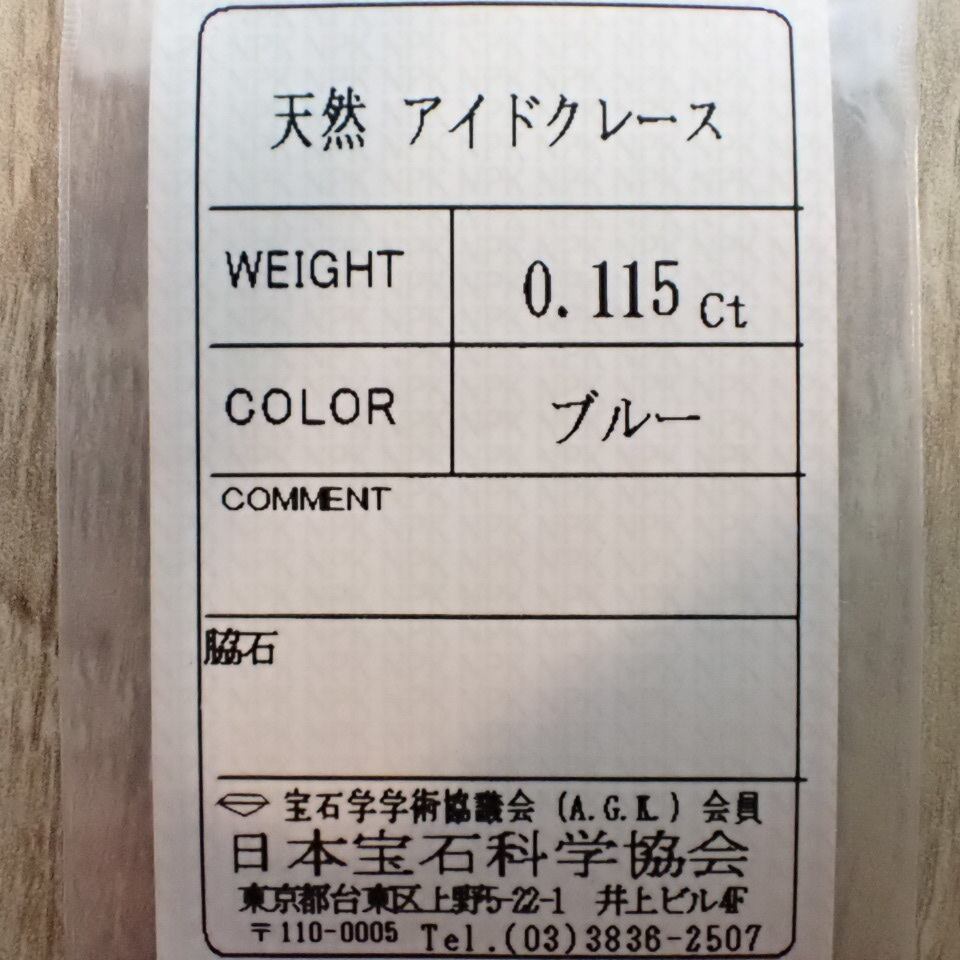 天然 アイドクレース
WEIGHT 0.115 Ct
COLOR ブルー
COMMENT
脇石
宝石学学術協議会 (A.G.K.) 会員
日本宝石科学協会
東京都台東区上野5-22-1 井上ビル4F
〒110-0005 Tel.(03)3836-2507